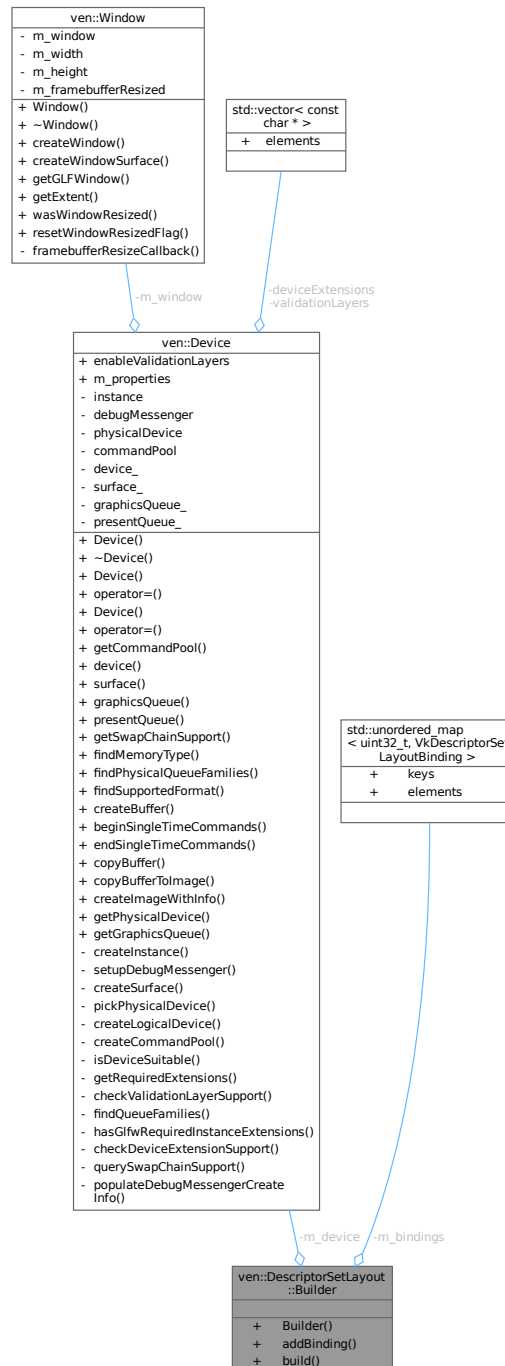 ven::Window
- m_window
- m_width
- m_height
- m_framebufferResized
+ Window()
+ ~Window()
+ createWindow()
+ createWindowSurface()
+ getGLFWindow()
+ getExtent()
+ wasWindowResized()
+ resetWindowResizedFlag()
- framebufferResizeCallback()
std::vector< const
char * >
+ elements
-m_window
-deviceExtensions
-validationLayers
ven::Device
+ enableValidationLayers
+ m_properties
- instance
- debugMessenger
- physicalDevice
- commandPool
- device_
- surface_
- graphicsQueue_
- presentQueue_
+ Device()
+ ~Device()
+ Device()
+ operator=()
+ Device()
+ operator=()
+ getCommandPool()
+ device()
+ surface()
+ graphicsQueue()
+ presentQueue()
+ getSwapChainSupport()
+ findMemoryType()
+ findPhysicalQueueFamilies()
+ findSupportedFormat()
+ createBuffer()
+ beginSingleTimeCommands()
+ endSingleTimeCommands()
+ copyBuffer()
+ copyBufferToImage()
+ createImageWithInfo()
+ getPhysicalDevice()
+ getGraphicsQueue()
- createInstance()
- setupDebugMessenger()
- createSurface()
- pickPhysicalDevice()
- createLogicalDevice()
- createCommandPool()
- isDeviceSuitable()
- getRequiredExtensions()
- checkValidationLayerSupport()
- findQueueFamilies()
- hasGlfwRequiredInstanceExtensions()
- checkDeviceExtensionSupport()
- querySwapChainSupport()
- populateDebugMessengerCreate
Info()
std::unordered_map
< uint32_t, VkDescriptorSet
LayoutBinding >
+ keys
+ elements
-m_device
-m_bindings
ven::DescriptorSetLayout
::Builder
+ Builder()
+ addBinding()
+ build()